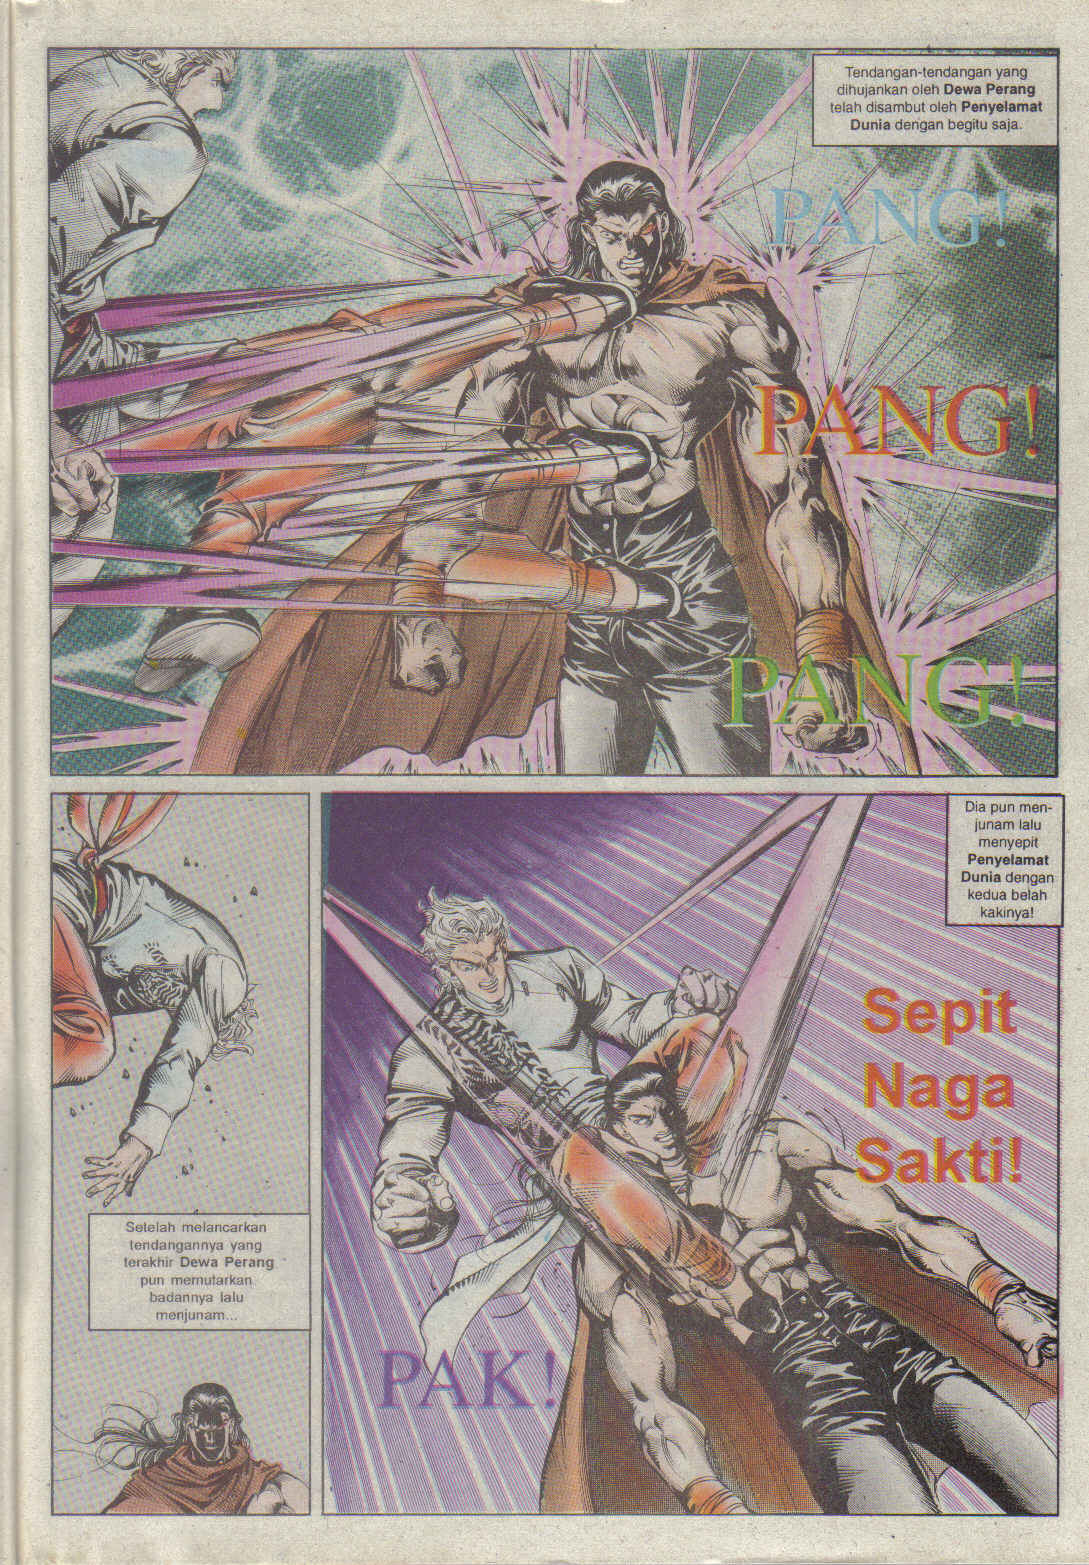 Tendangan-tendangan yang
dihujankan oleh Dewa Perang
telah disambut oleh Penyelamat
Dunia dengan begitu saja.
PANG!
PANG!
PANG!
Setelah melancarkan
tendangannya yang
terakhir Dewa Perang
pun memutarkan
badannya lalu
menjunam...
Dia pun men-
junam lalu
menyepit
Penyelamat
Dunia dengan
kedua belah
kakinya!
Sepit
Naga
Sakti!
PAK!